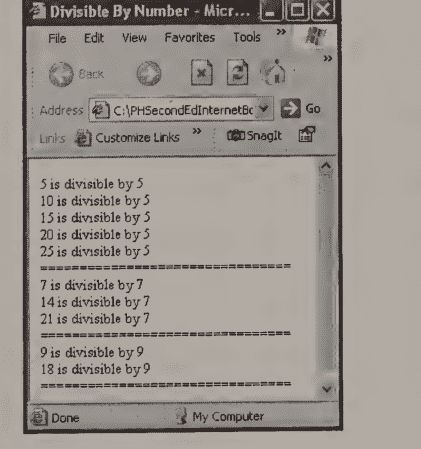 Divisible By Number - Micr...
File Edit View Favorites Tools »
Back »
Address C:\PHSecondEdInternetBc Go
Links Customize Links » SnagIt
5 is divisible by 5
10 is divisible by 5
15 is divisible by 5
20 is divisible by 5
25 is divisible by 5
================================
7 is divisible by 7
14 is divisible by 7
21 is divisible by 7
================================
9 is divisible by 9
18 is divisible by 9
================================
Done My Computer